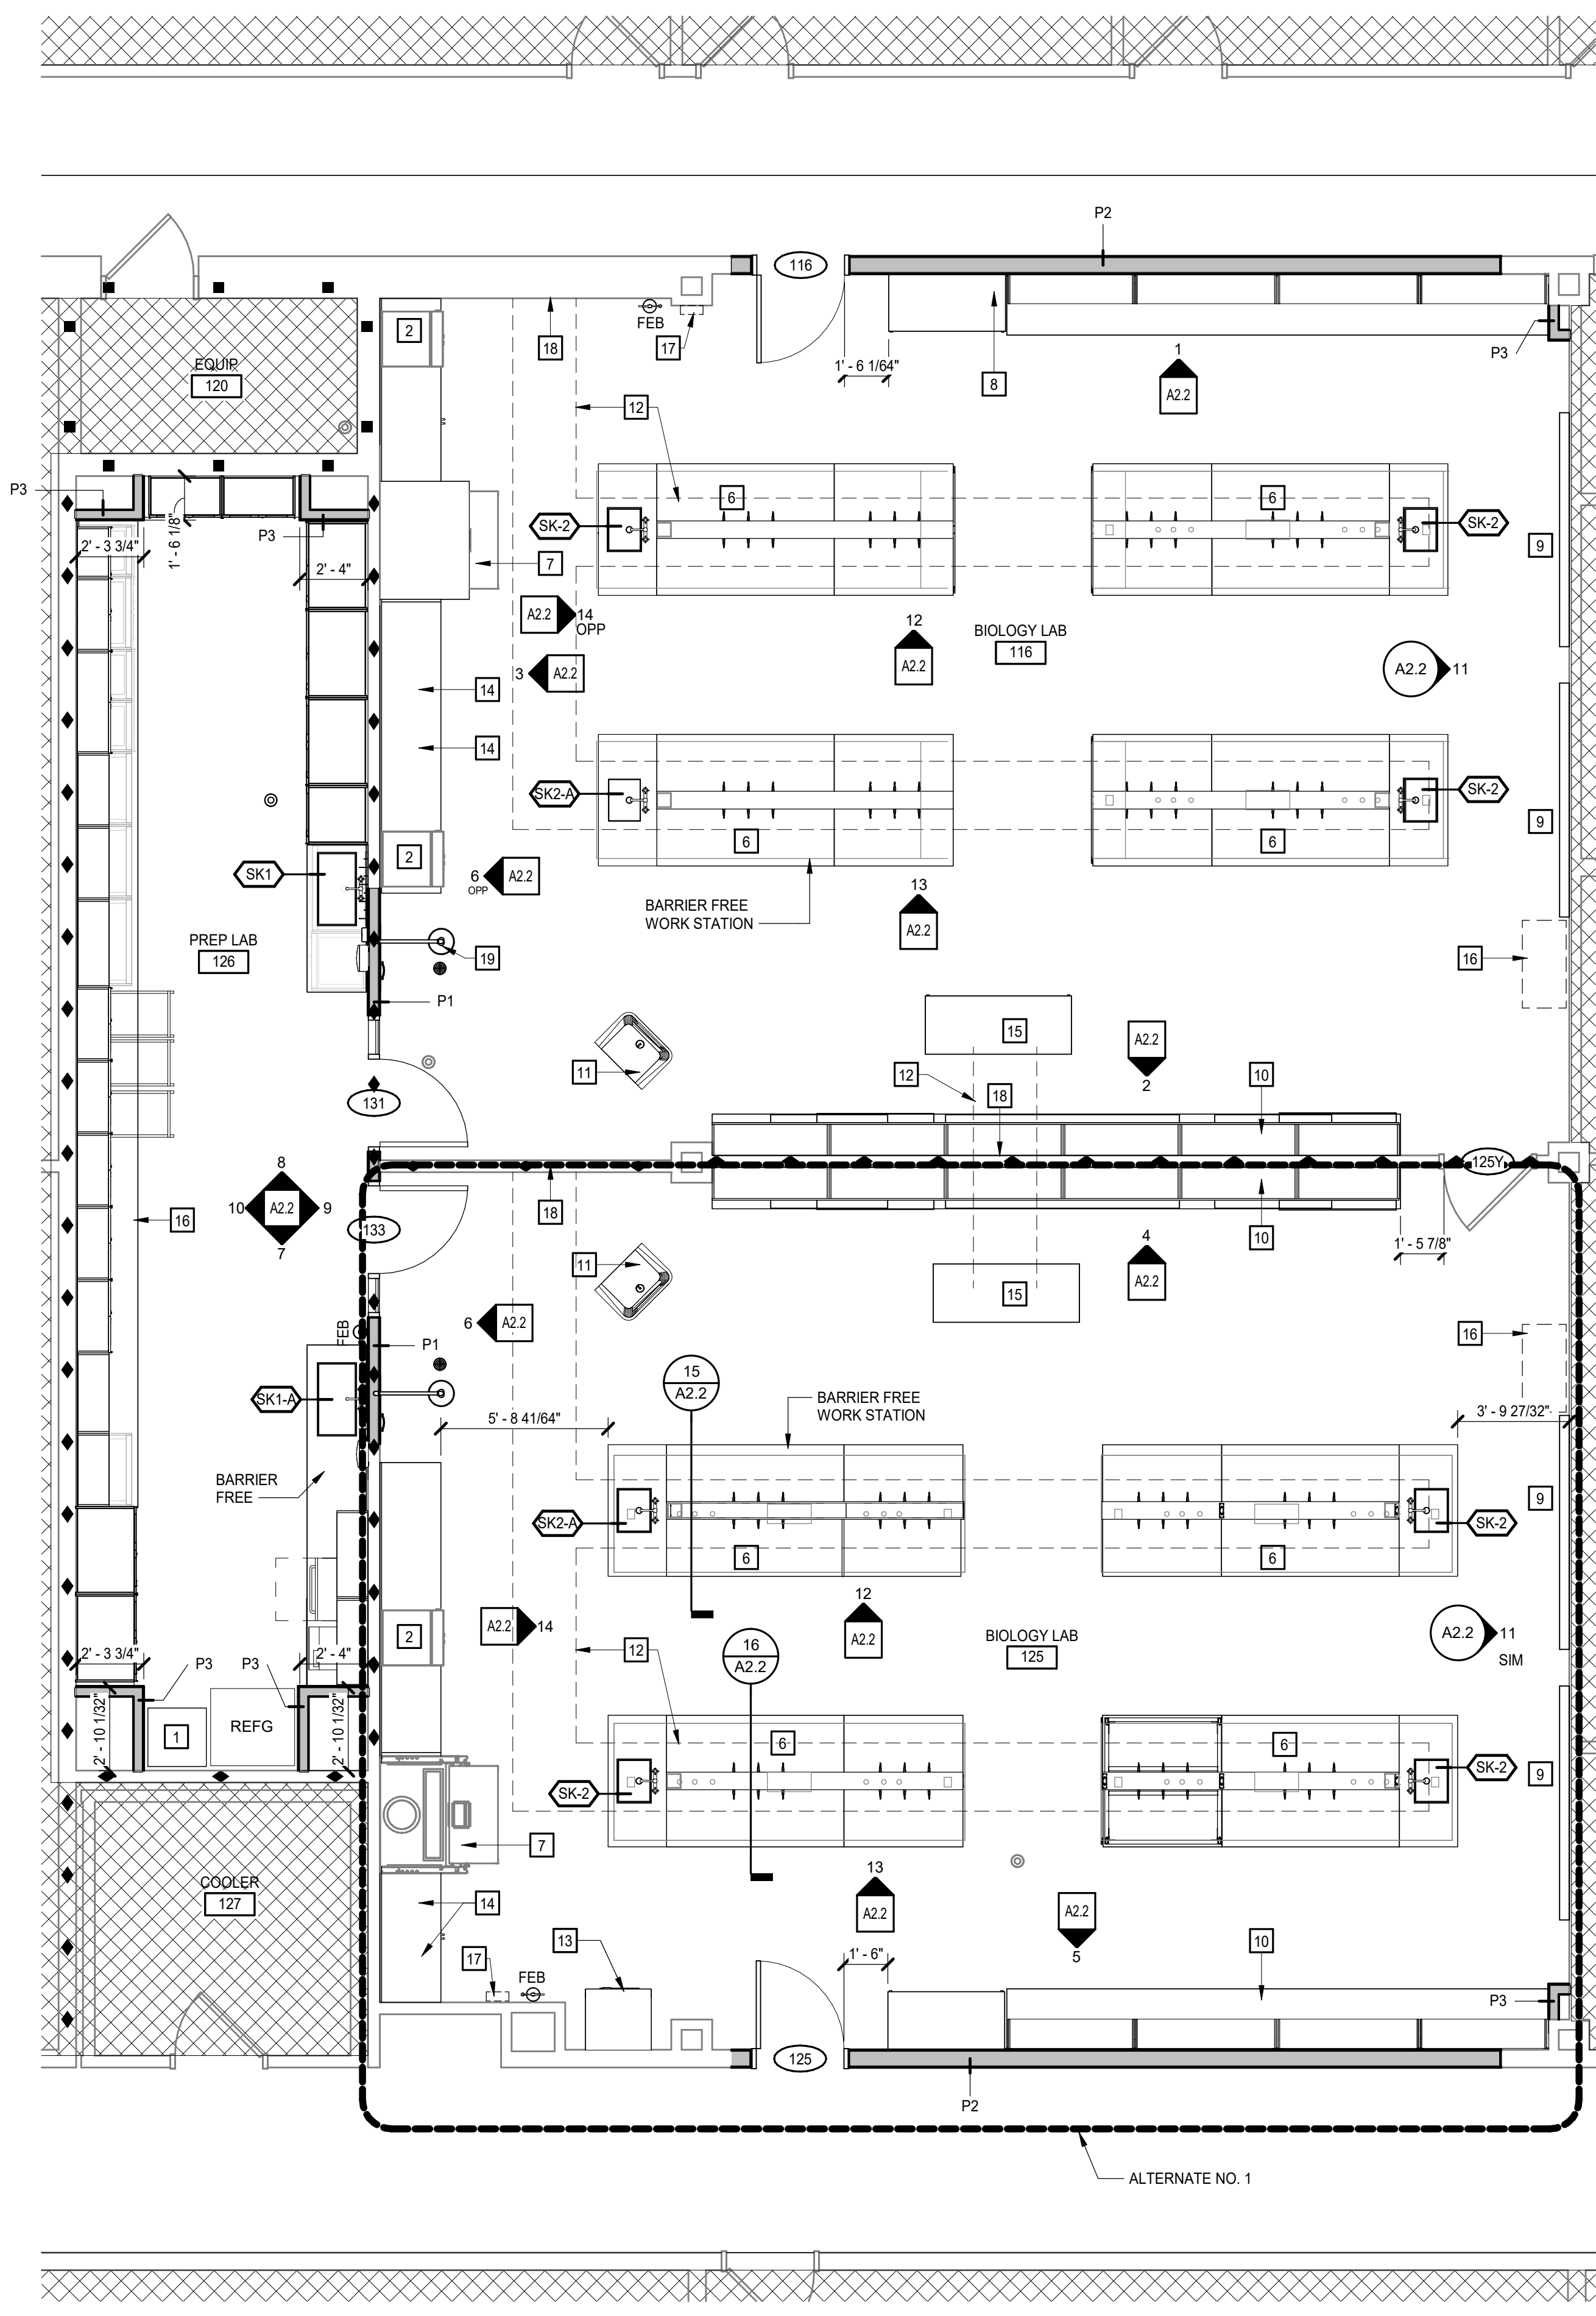 P2
116
FEB
2
18
17
1' - 6 1/64"
8
1
A2.2
P3
EQUIP
120
12
P3
6
6
SK-2
SK-2
P3
2' - 3 3/4"
1' - 6 1/8"
2' - 4"
7
9
A2.2
14
OPP
12
A2.2
BIOLOGY LAB
116
3
A2.2
A2.2
11
14
14
SK2-A
SK-2
9
6
6
2
SK1
6
OPP
A2.2
13
A2.2
BARRIER FREE
WORK STATION
PREP LAB
126
19
16
P1
15
A2.2
2
11
12
18
10
131
125Y
8
10
A2.2
9
7
16
133
18
10
4
A2.2
1' - 5 7/8"
11
15
FEB
6
A2.2
16
P1
15
A2.2
SK1-A
BARRIER FREE
WORK STATION
5' - 8 41/64"
3' - 9 27/32"
BARRIER
FREE
9
SK2-A
SK-2
6
6
12
A2.2
A2.2
14
2
12
16
A2.2
BIOLOGY LAB
125
A2.2
11
SIM
2' - 3 3/4"
P3
P3
2' - 4"
2' - 10 1/32"
1
REFG
2' - 10 1/32"
6
6
SK-2
SK-2
9
7
COOLER
127
13
A2.2
14
A2.2
5
13
17
FEB
1' - 6"
10
P3
125
P2
ALTERNATE NO. 1